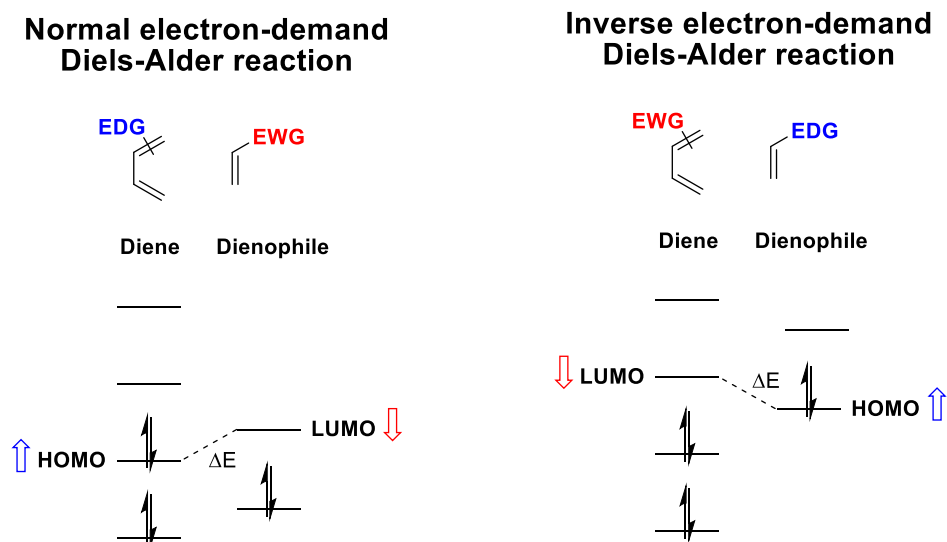 Normal electron-demand
Diels-Alder reaction
EDG
EWG
Diene
Dienophile
LUMO
HOMO
ΔE
Inverse electron-demand
Diels-Alder reaction
EWG
EDG
Diene
Dienophile
LUMO
ΔE
HOMO